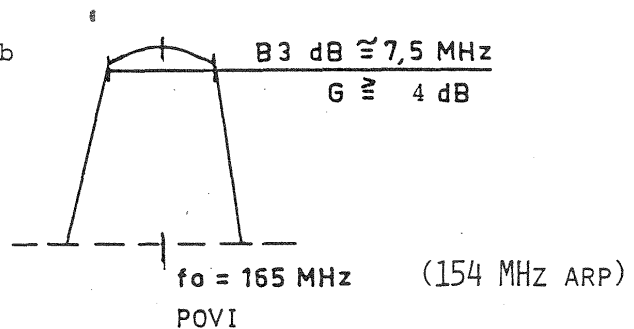 b
B3 dB ≅ 7,5 MHz
G ≧ 4 dB
fo = 165 MHz (154 MHz ARP)
POVI